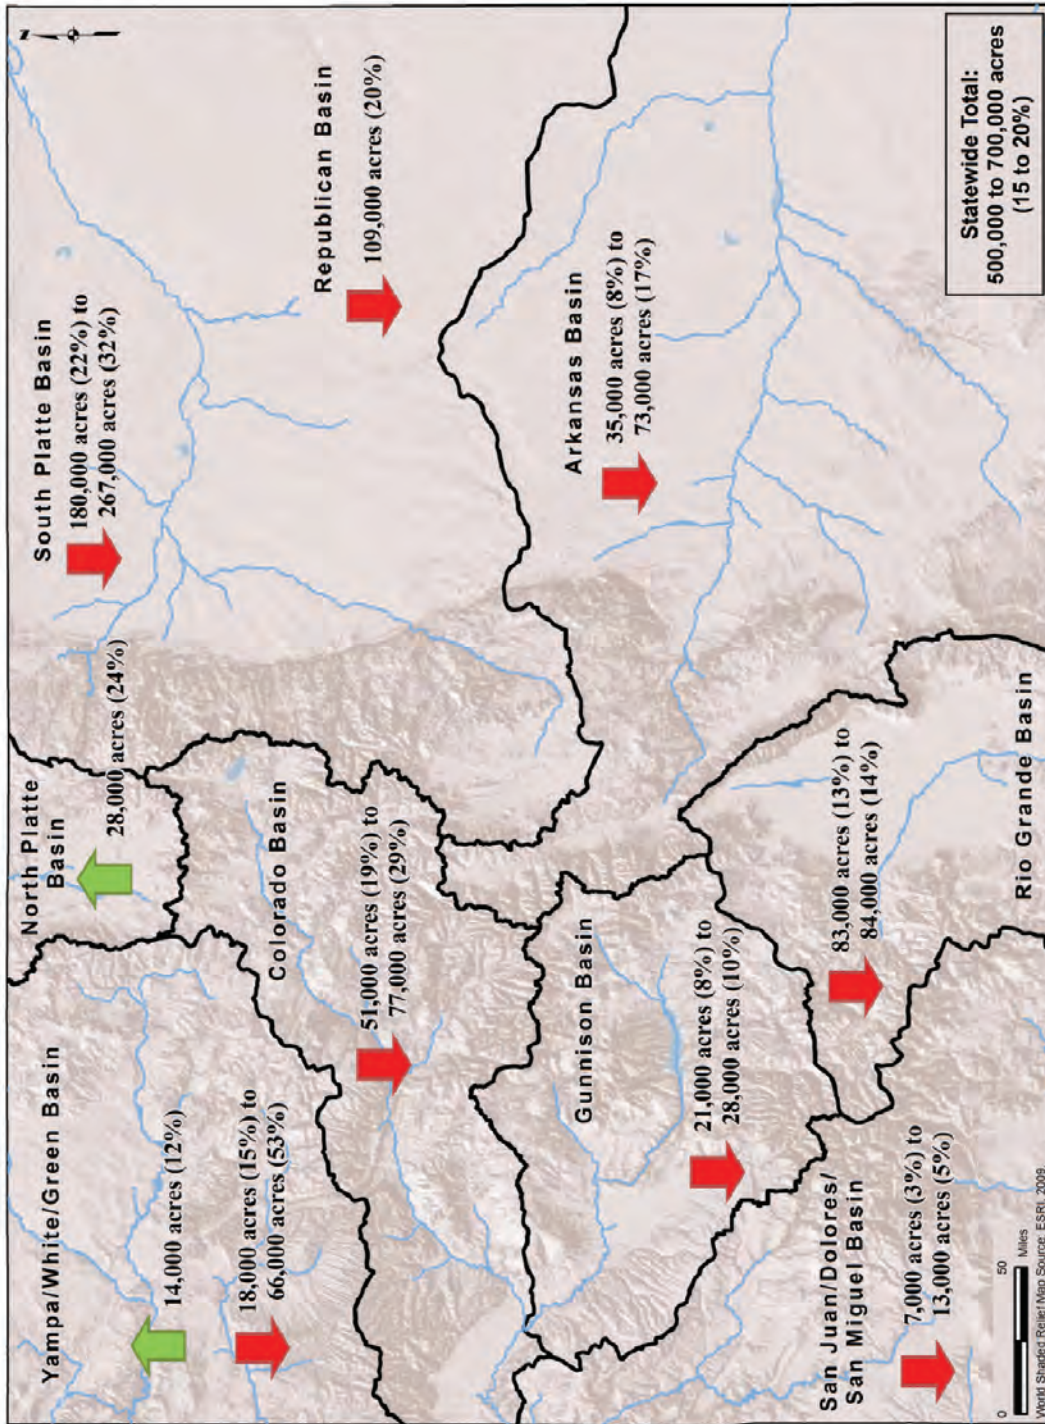 N
Yampa/White/Green Basin
14,000 acres (12%)
18,000 acres (15%) to
66,000 acres (53%)
North Platte
Basin
28,000 acres (24%)
South Platte Basin
180,000 acres (22%) to
267,000 acres (32%)
Republican Basin
109,000 acres (20%)
Colorado Basin
51,000 acres (19%) to
77,000 acres (29%)
Gunnison Basin
21,000 acres (8%) to
28,000 acres (10%)
Arkansas Basin
35,000 acres (8%) to
73,000 acres (17%)
San Juan/Dolores/
San Miguel Basin
7,000 acres (3%) to
13,000 acres (5%)
83,000 acres (13%) to
84,000 acres (14%)
Rio Grande Basin
Statewide Total:
500,000 to 700,000 acres
(15 to 20%)
0 50
Miles
World Shaded Relief Map Source: ESRI, 2009